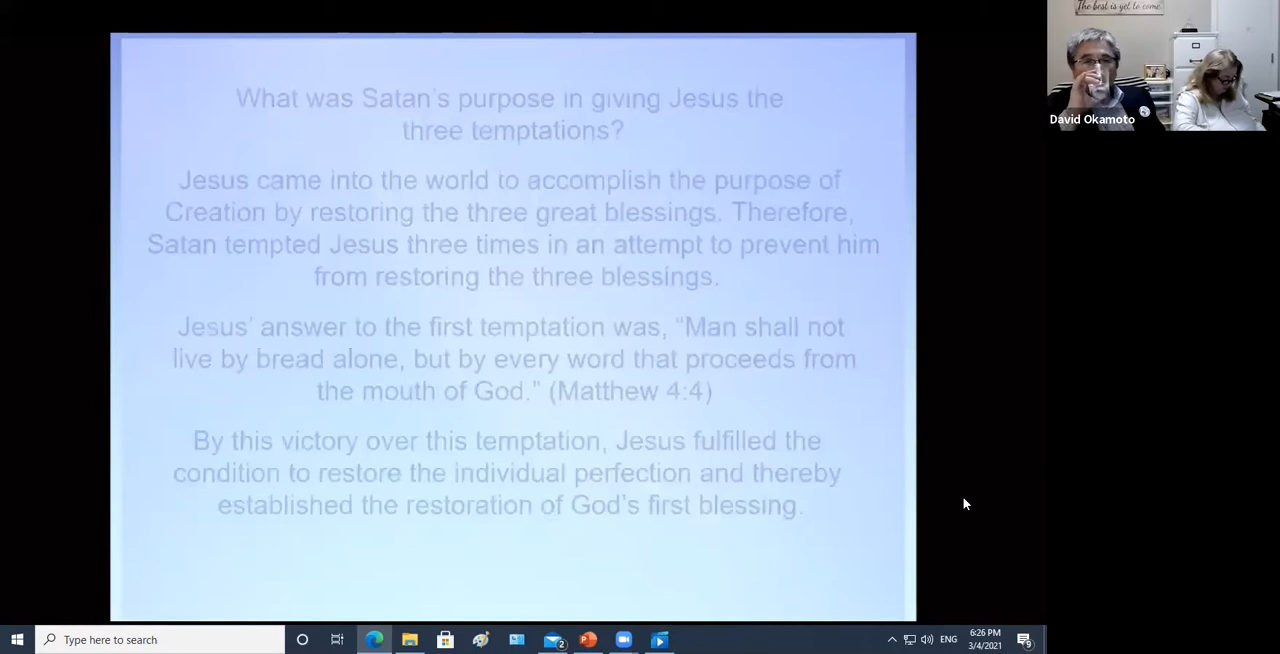 The best is yet to come.
David Okamoto
What was Satan's purpose in giving Jesus the
three temptations?
Jesus came into the world to accomplish the purpose of
Creation by restoring the three great blessings. Therefore,
Satan tempted Jesus three times in an attempt to prevent him
from restoring the three blessings.
Jesus' answer to the first temptation was, “Man shall not
live by bread alone, but by every word that proceeds from
the mouth of God.” (Matthew 4:4)
By this victory over this temptation, Jesus fulfilled the
condition to restore the individual perfection and thereby
established the restoration of God's first blessing.
Type here to search
2
ENG
6:26 PM
3/4/2021
9